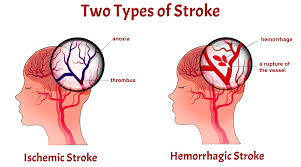 Two Types of Stroke
anoxia
thrombus
hemorrhage
a rupture of
the vessel
Ischemic Stroke
Hemorrhagic Stroke